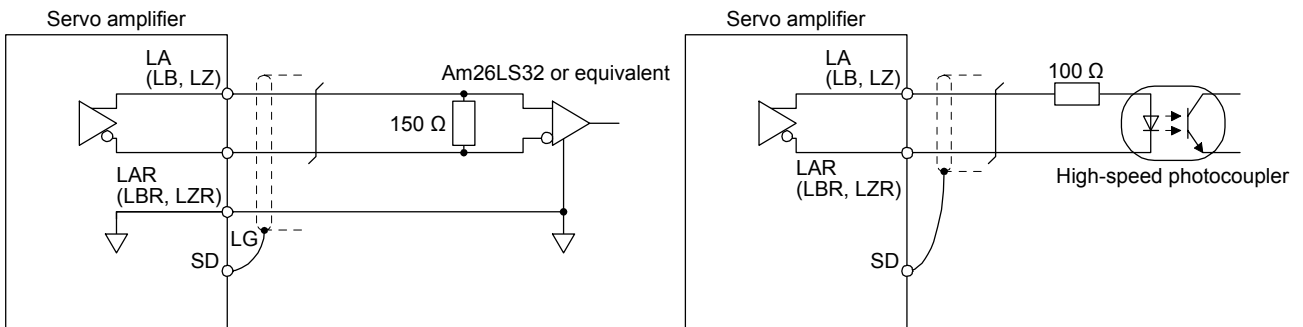 Servo amplifier
LA
(LB, LZ)
Am26LS32 or equivalent
150 Ω
LAR
(LBR, LZR)
LG
SD
Servo amplifier
LA
(LB, LZ)
100 Ω
LAR
(LBR, LZR)
High-speed photocoupler
SD